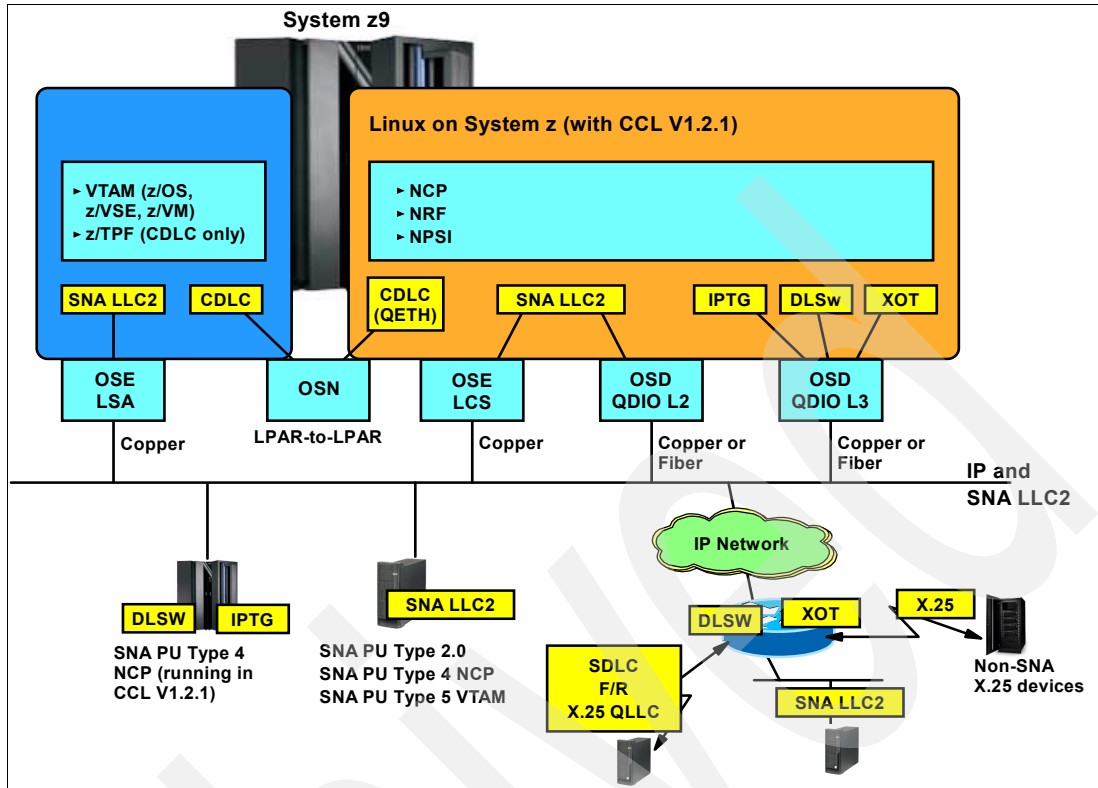 System z9
Linux on System z (with CCL V1.2.1)
► VTAM (z/OS,
z/VSE, z/VM)
► z/TPF (CDLC only)
► NCP
► NRF
► NPSI
SNA LLC2
CDLC
CDLC
(QETH)
SNA LLC2
IPTG
DLSw
XOT
OSE
LSA
OSN
OSE
LCS
OSD
QDIO L2
OSD
QDIO L3
Copper
LPAR-to-LPAR
Copper
Copper or
Fiber
Copper or
Fiber
IP and
SNA LLC2
IP Network
DLSW
IPTG
SNA LLC2
DLSW
XOT
X.25
SNA PU Type 4
NCP (running in
CCL V1.2.1)
SNA PU Type 2.0
SNA PU Type 4 NCP
SNA PU Type 5 VTAM
SDLC
F/R
X.25 QLLC
SNA LLC2
Non-SNA
X.25 devices